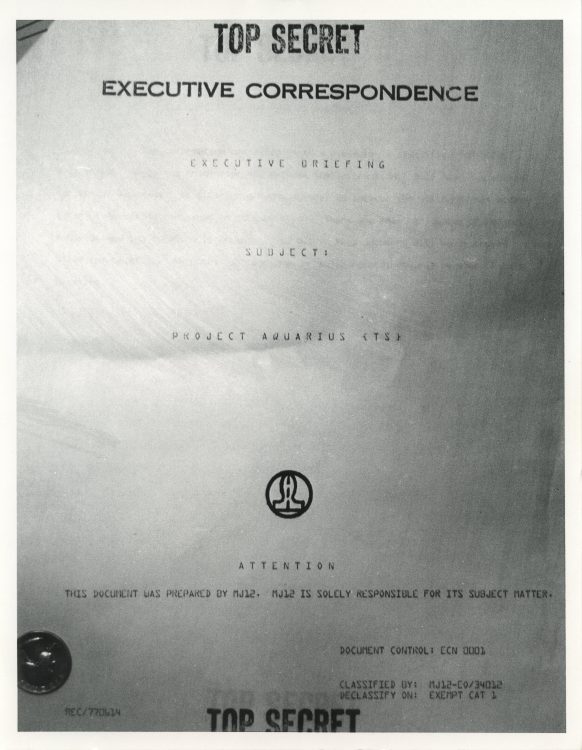 TOP SECRET
EXECUTIVE CORRESPONDENCE
EXECUTIVE BRIEFING
SUBJECT:
PROJECT AQUARIUS {TS}
ATTENTION
THIS DOCUMENT WAS PREPARED BY MJ12. MJ12 IS SOLELY RESPONSIBLE FOR ITS SUBJECT MATTER.
DOCUMENT CONTROL: ECN 0001
CLASSIFIED BY: MJ12-EO/34012
DECLASSIFY ON: EXEMPT CAT 1
REC/770614
TOP SECRET